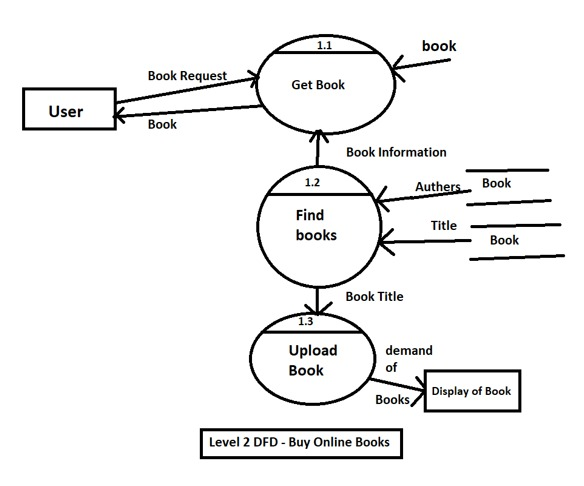 1.1
book
Book Request
Get Book
User
Book
Book Information
1.2
Authers
Book
Find
books
Title
Book
Book Title
1.3
Upload
Book
demand
of
Books
Display of Book
Level 2 DFD - Buy Online Books